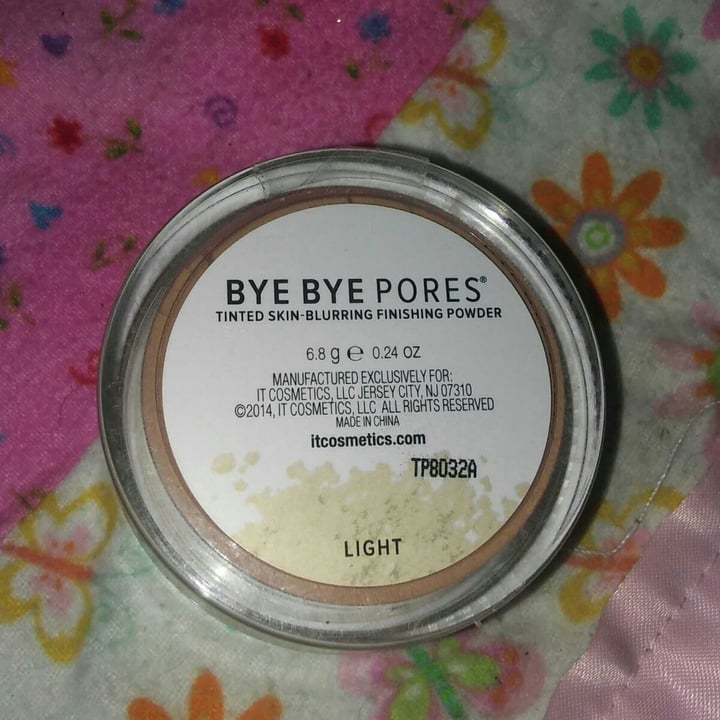 BYE BYE PORES®
TINTED SKIN-BLURRING FINISHING POWDER
6.8 g ℮ 0.24 OZ
MANUFACTURED EXCLUSIVELY FOR:
IT COSMETICS, LLC JERSEY CITY, NJ 07310
©2014, IT COSMETICS, LLC ALL RIGHTS RESERVED
MADE IN CHINA
itcosmetics.com
TP8032A
LIGHT